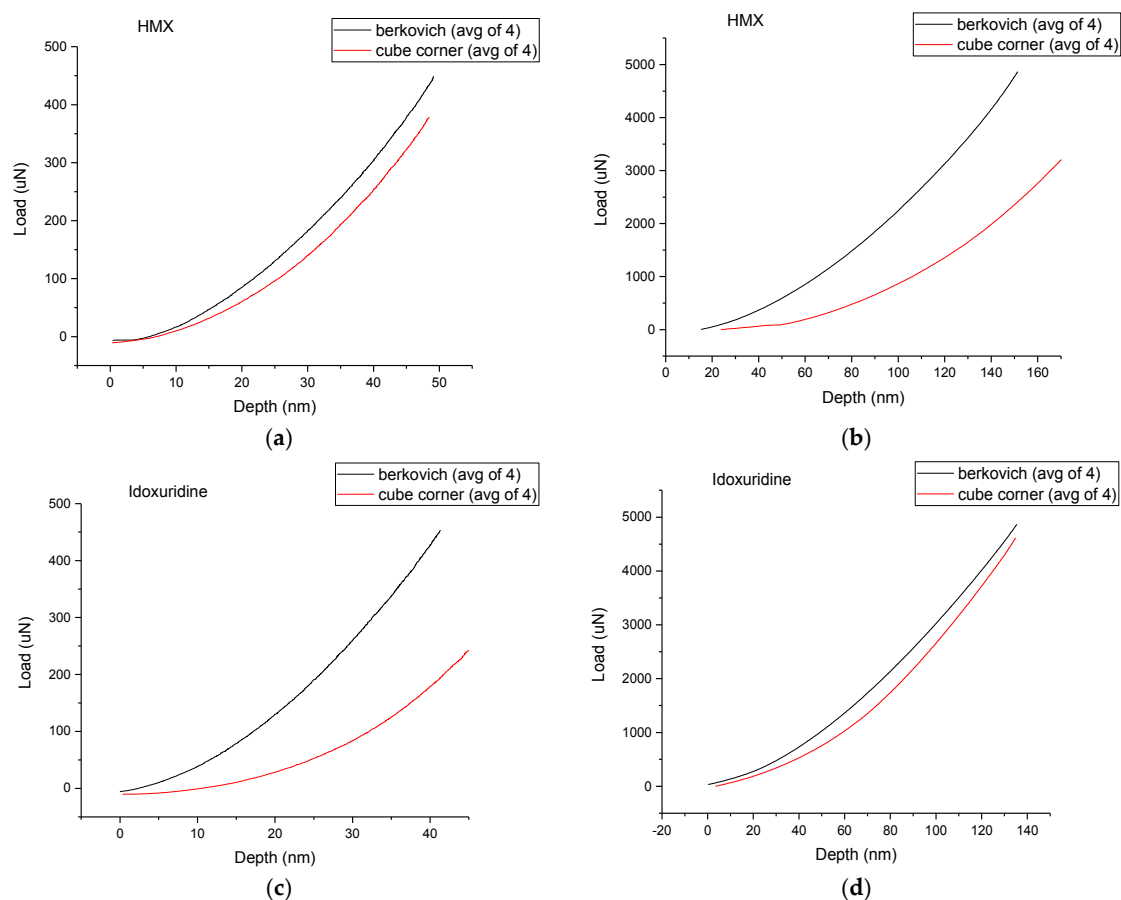 HMX
berkovich (avg of 4)
cube corner (avg of 4)
500
400
300
200
100
0
Load (uN)
0 10 20 30 40 50
Depth (nm)
(a)
HMX
berkovich (avg of 4)
cube corner (avg of 4)
5000
4000
3000
2000
1000
0
Load (uN)
0 20 40 60 80 100 120 140 160
Depth (nm)
(b)
Idoxuridine
berkovich (avg of 4)
cube corner (avg of 4)
500
400
300
200
100
0
Load (uN)
0 10 20 30 40
Depth (nm)
(c)
Idoxuridine
berkovich (avg of 4)
cube corner (avg of 4)
5000
4000
3000
2000
1000
0
Load (uN)
-20 0 20 40 60 80 100 120 140
Depth (nm)
(d)